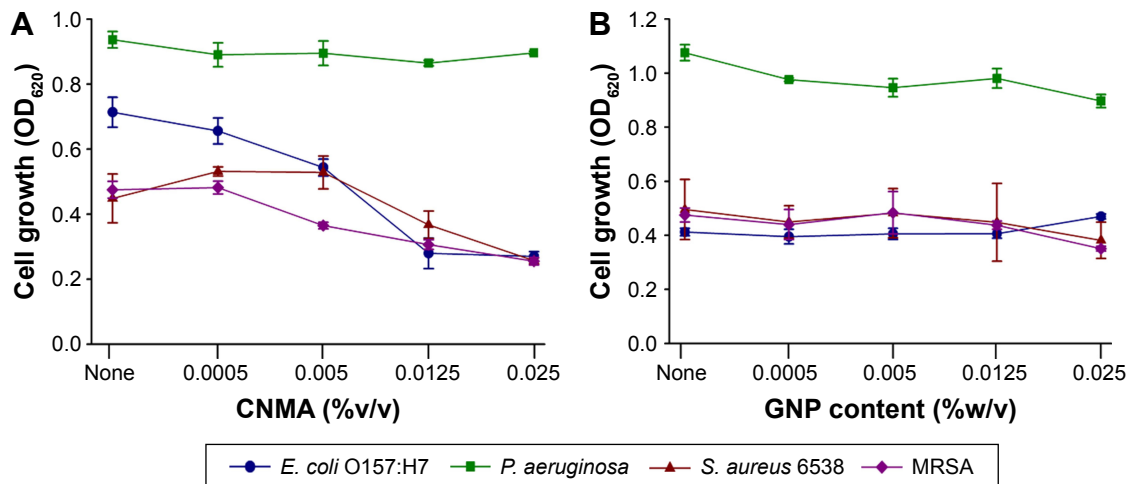 A
Cell growth (OD620)
1.0
0.8
0.6
0.4
0.2
0.0
None 0.0005 0.005 0.0125 0.025
CNMA (%v/v)
B
Cell growth (OD620)
1.2
1.0
0.8
0.6
0.4
0.2
0.0
None 0.0005 0.005 0.0125 0.025
GNP content (%w/v)
E. coli O157:H7 P. aeruginosa S. aureus 6538 MRSA